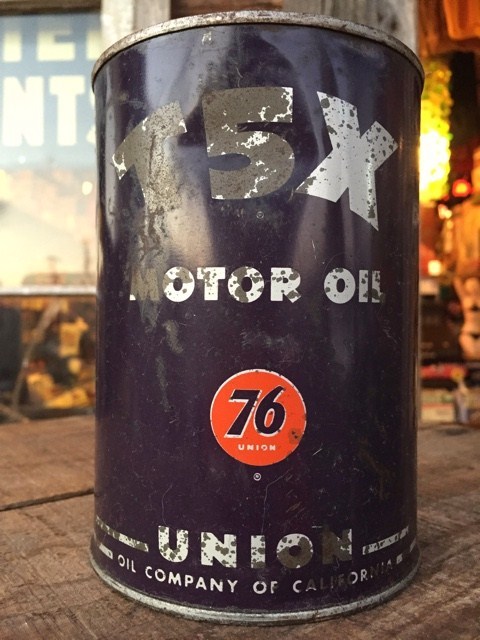 T5X
MOTOR OIL
76
UNION
®
UNION
OIL COMPANY OF CALIFORNIA